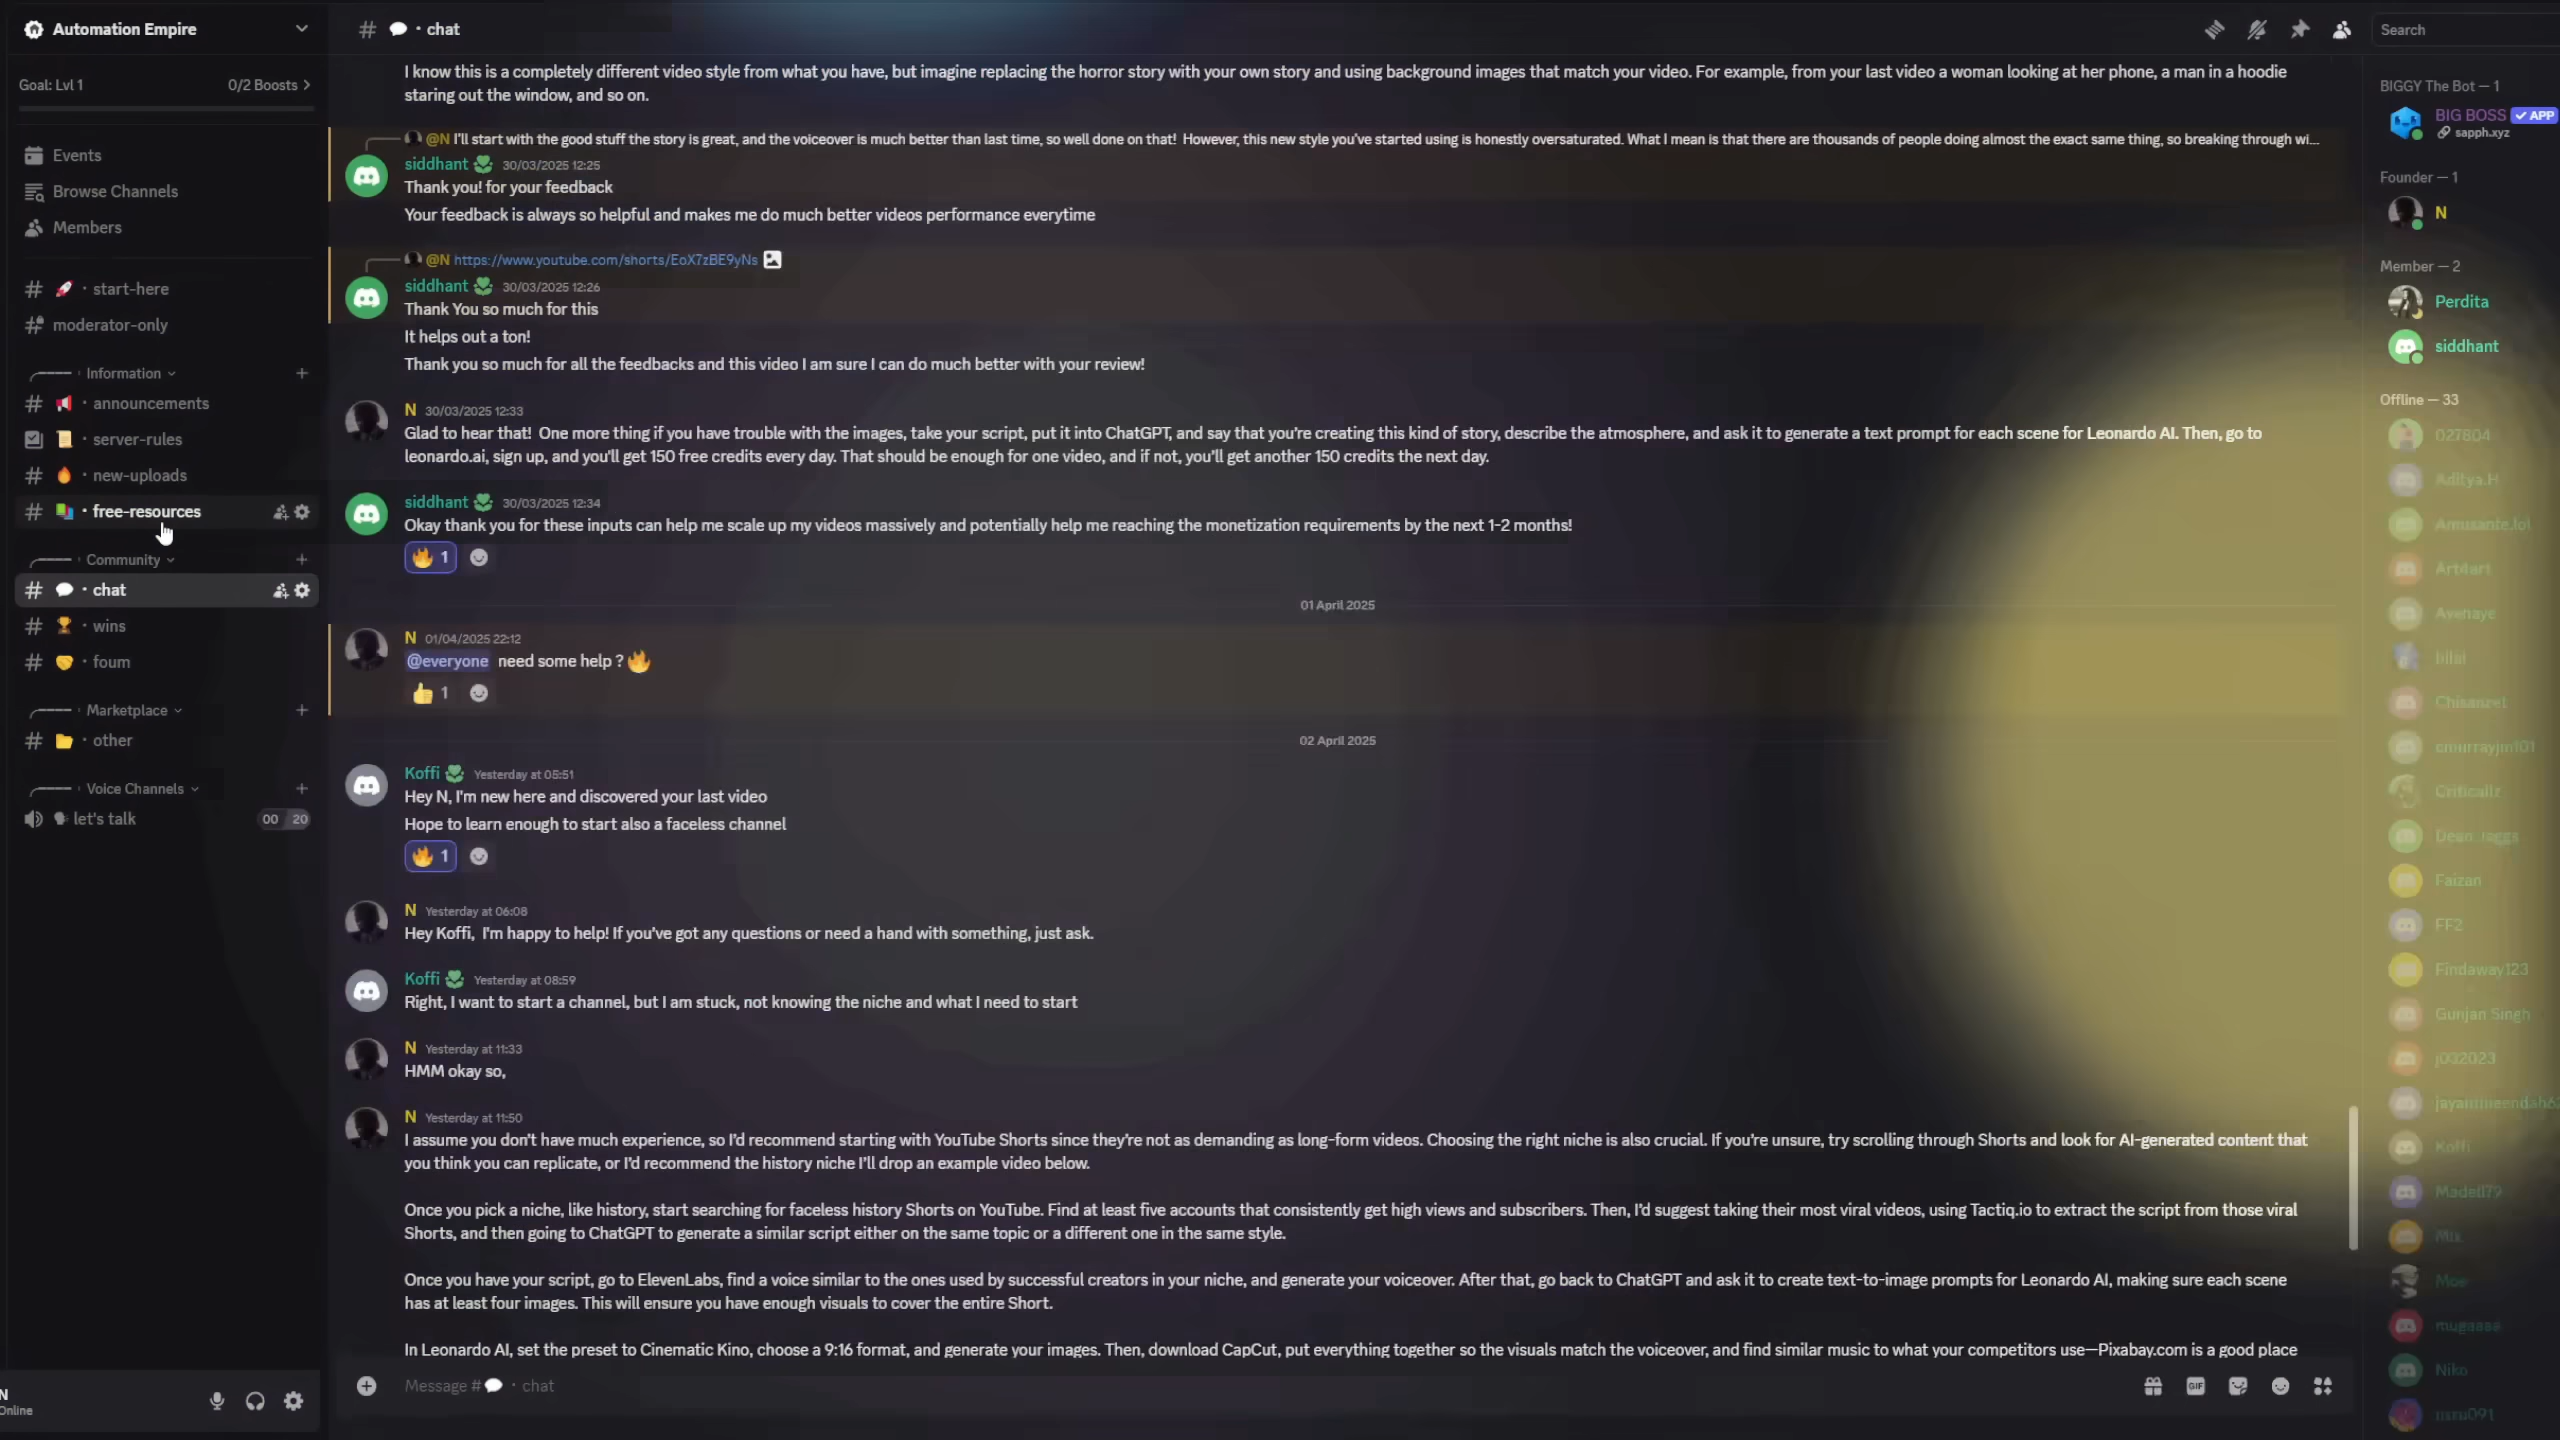 Automation Empire
Goal: Lvl 1
0/2 Boosts >
Events
Browse Channels
Members
start-here
moderator-only
Information
announcements
server-rules
new-uploads
free-resources
Community
chat
wins
foum
Marketplace
other
Voice Channels
let's talk
00 20
N
Online
# 💬 · chat
Search
I know this is a completely different video style from what you have, but imagine replacing the horror story with your own story and using background images that match your video. For example, from your last video a woman looking at her phone, a man in a hoodie
staring out the window, and so on.
@N I'll start with the good stuff the story is great, and the voiceover is much better than last time, so well done on that! However, this new style you've started using is honestly oversaturated. What I mean is that there are thousands of people doing almost the exact same thing, so breaking through wi...
siddhant 30/03/2025 12:25
Thank you! for your feedback
Your feedback is always so helpful and makes me do much better videos performance everytime
@N https://www.youtube.com/shorts/EoX7zBE9yNs
siddhant 30/03/2025 12:26
Thank You so much for this
It helps out a ton!
Thank you so much for all the feedbacks and this video I am sure I can do much better with your review!
N 30/03/2025 12:33
Glad to hear that! One more thing if you have trouble with the images, take your script, put it into ChatGPT, and say that you're creating this kind of story, describe the atmosphere, and ask it to generate a text prompt for each scene for Leonardo AI. Then, go to
leonardo.ai, sign up, and you'll get 150 free credits every day. That should be enough for one video, and if not, you'll get another 150 credits the next day.
siddhant 30/03/2025 12:34
Okay thank you for these inputs can help me scale up my videos massively and potentially help me reaching the monetization requirements by the next 1-2 months!
🔥 1
01 April 2025
N 01/04/2025 22:12
@everyone need some help ? 🔥
👍 1
02 April 2025
Koffi Yesterday at 05:51
Hey N, I'm new here and discovered your last video
Hope to learn enough to start also a faceless channel
🔥 1
N Yesterday at 06:08
Hey Koffi, I'm happy to help! If you've got any questions or need a hand with something, just ask.
Koffi Yesterday at 08:59
Right, I want to start a channel, but I am stuck, not knowing the niche and what I need to start
N Yesterday at 11:33
HMM okay so,
N Yesterday at 11:50
I assume you don't have much experience, so I'd recommend starting with YouTube Shorts since they're not as demanding as long-form videos. Choosing the right niche is also crucial. If you're unsure, try scrolling through Shorts and look for AI-generated content that
you think you can replicate, or I'd recommend the history niche I'll drop an example video below.
Once you pick a niche, like history, start searching for faceless history Shorts on YouTube. Find at least five accounts that consistently get high views and subscribers. Then, I'd suggest taking their most viral videos, using Tactiq.io to extract the script from those viral
Shorts, and then going to ChatGPT to generate a similar script either on the same topic or a different one in the same style.
Once you have your script, go to ElevenLabs, find a voice similar to the ones used by successful creators in your niche, and generate your voiceover. After that, go back to ChatGPT and ask it to create text-to-image prompts for Leonardo AI, making sure each scene
has at least four images. This will ensure you have enough visuals to cover the entire Short.
In Leonardo AI, set the preset to Cinematic Kino, choose a 9:16 format, and generate your images. Then, download CapCut, put everything together so the visuals match the voiceover, and find similar music to what your competitors use—Pixabay.com is a good place
Message # 💬 · chat
GIF
BIGGY The Bot — 1
BIG BOSS ✓ APP
sapph.xyz
Founder — 1
N
Member — 2
Perdita
siddhant
Offline — 33
027804
Aditya.H
Amusante.lol
Art4art
Avenaye
bilal
Chisanret
cmurrayjm101
Criticallz
Faizan
FF2
Findaway123
Gunjan Singh
Koffi
Madell79
Mix
Moe
mugaaaa
Niko